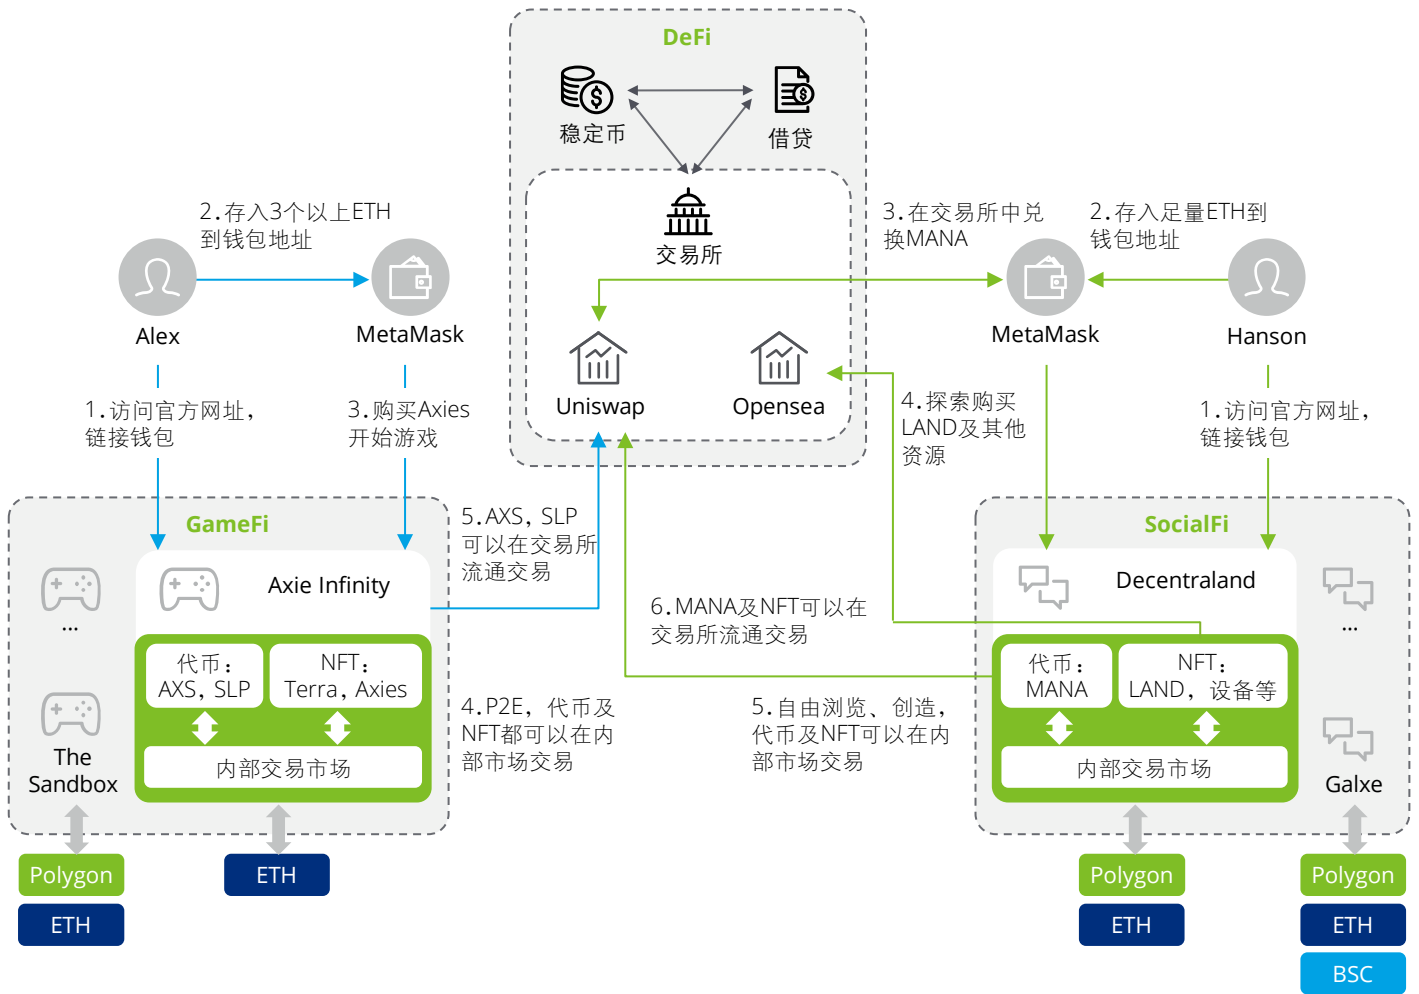 DeFi
稳定币
借贷
交易所
Uniswap
Opensea
2.存入3个以上ETH
到钱包地址
Alex
MetaMask
1.访问官方网址，
链接钱包
3.购买Axies
开始游戏
3.在交易所中兑
换MANA
2.存入足量ETH到
钱包地址
MetaMask
Hanson
4.探索购买
LAND及其他
资源
1.访问官方网址，
链接钱包
GameFi
Axie Infinity
...
代币：
AXS, SLP
NFT：
Terra, Axies
内部交易市场
The
Sandbox
5.AXS, SLP
可以在交易所
流通交易
4.P2E，代币及
NFT都可以在内
部市场交易
6.MANA及NFT可以在
交易所流通交易
5.自由浏览、创造，
代币及NFT可以在内
部市场交易
SocialFi
Decentraland
...
代币：
MANA
NFT：
LAND，设备等
内部交易市场
Galxe
Polygon
ETH
ETH
Polygon
ETH
Polygon
ETH
BSC